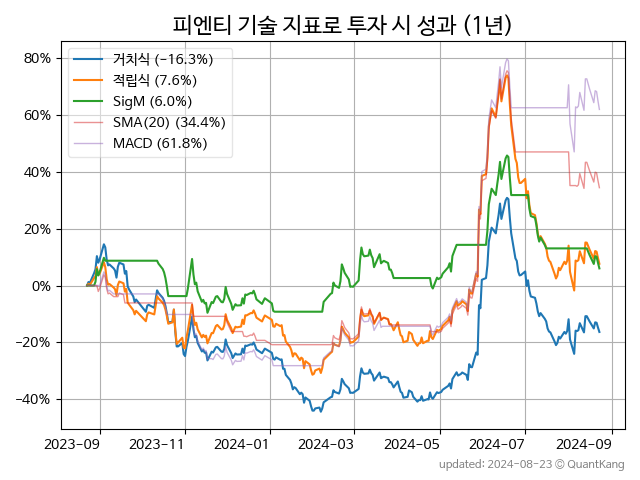 피엔티 기술 지표로 투자 시 성과 (1년)
거치식 (−16.3%)
적립식 (7.6%)
SigM (6.0%)
SMA(20) (34.4%)
MACD (61.8%)
80%
60%
40%
20%
0%
−20%
−40%
2023-09 2023-11 2024-01 2024-03 2024-05 2024-07 2024-09
updated: 2024-08-23 ⓒ QuantKang